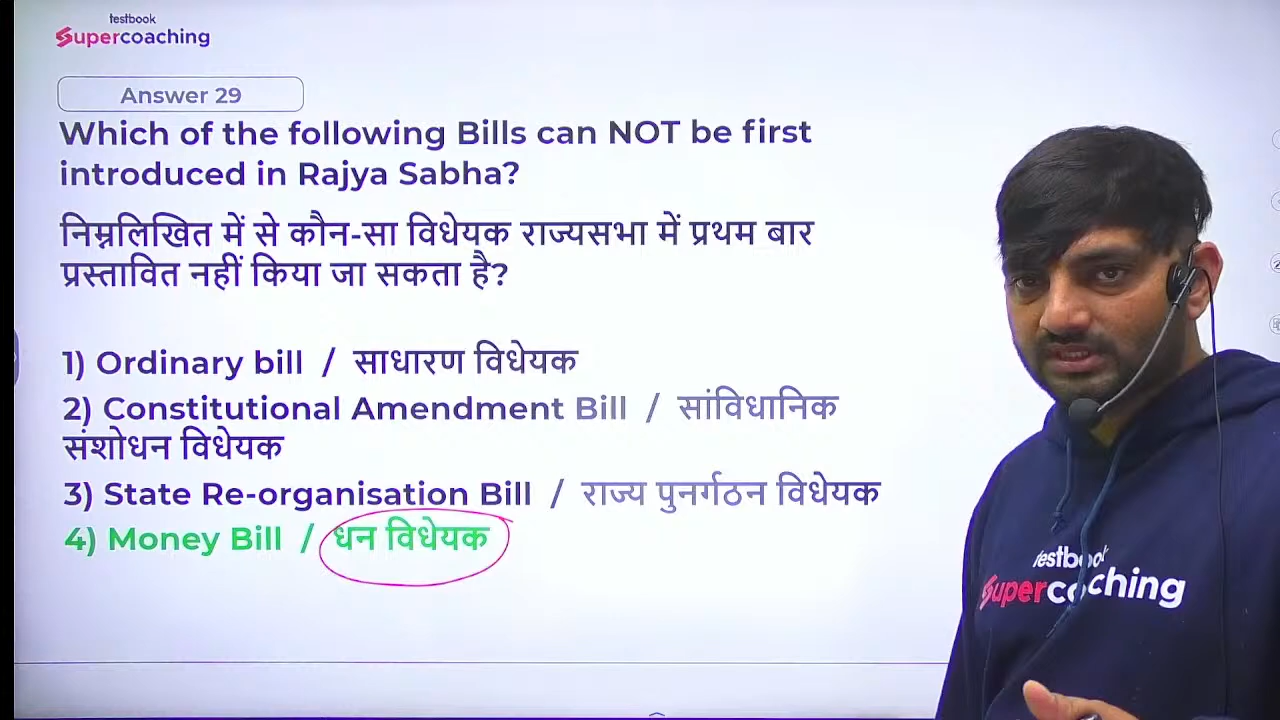 testbook
Supercoaching
Answer 29
Which of the following Bills can NOT be first
introduced in Rajya Sabha?
निम्नलिखित में से कौन-सा विधेयक राज्यसभा में प्रथम बार
प्रस्तावित नहीं किया जा सकता है?
1) Ordinary bill / साधारण विधेयक
2) Constitutional Amendment Bill / सांविधानिक
संशोधन विधेयक
3) State Re-organisation Bill / राज्य पुनर्गठन विधेयक
4) Money Bill / धन विधेयक
testbook
Supercoaching